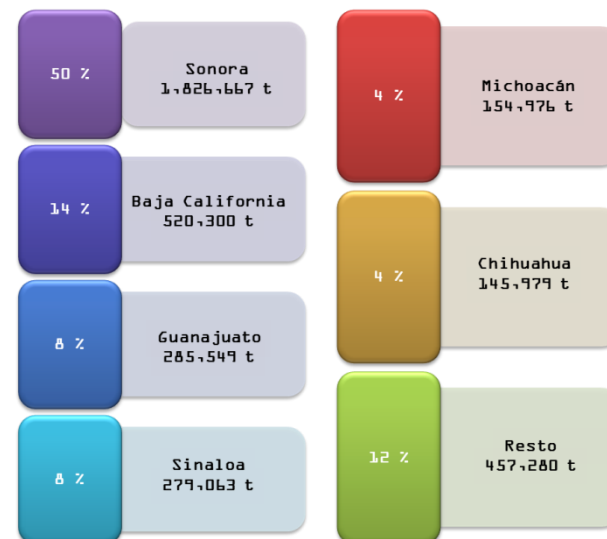 50 %
Sonora
1,826,667 t
14 %
Baja California
520,300 t
8 %
Guanajuato
285,549 t
8 %
Sinaloa
279,063 t
4 %
Michoacán
154,976 t
4 %
Chihuahua
145,979 t
12 %
Resto
457,280 t